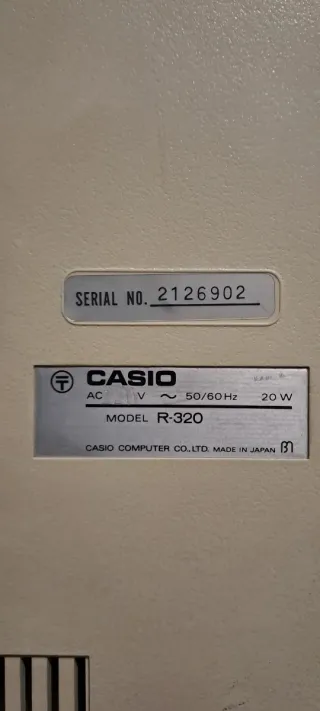 SERIAL NO. 2126902
CASIO
AC V ~ 50/60Hz 20 W
MODEL R-320
CASIO COMPUTER CO.,LTD. MADE IN JAPAN